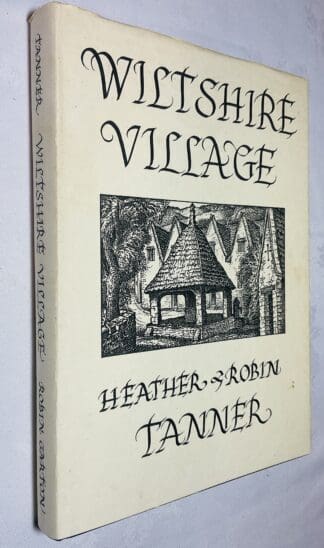 WILTSHIRE
VILLAGE
HEATHER & ROBIN
TANNER
TANNER WILTSHIRE VILLAGE ROBIN GARTON